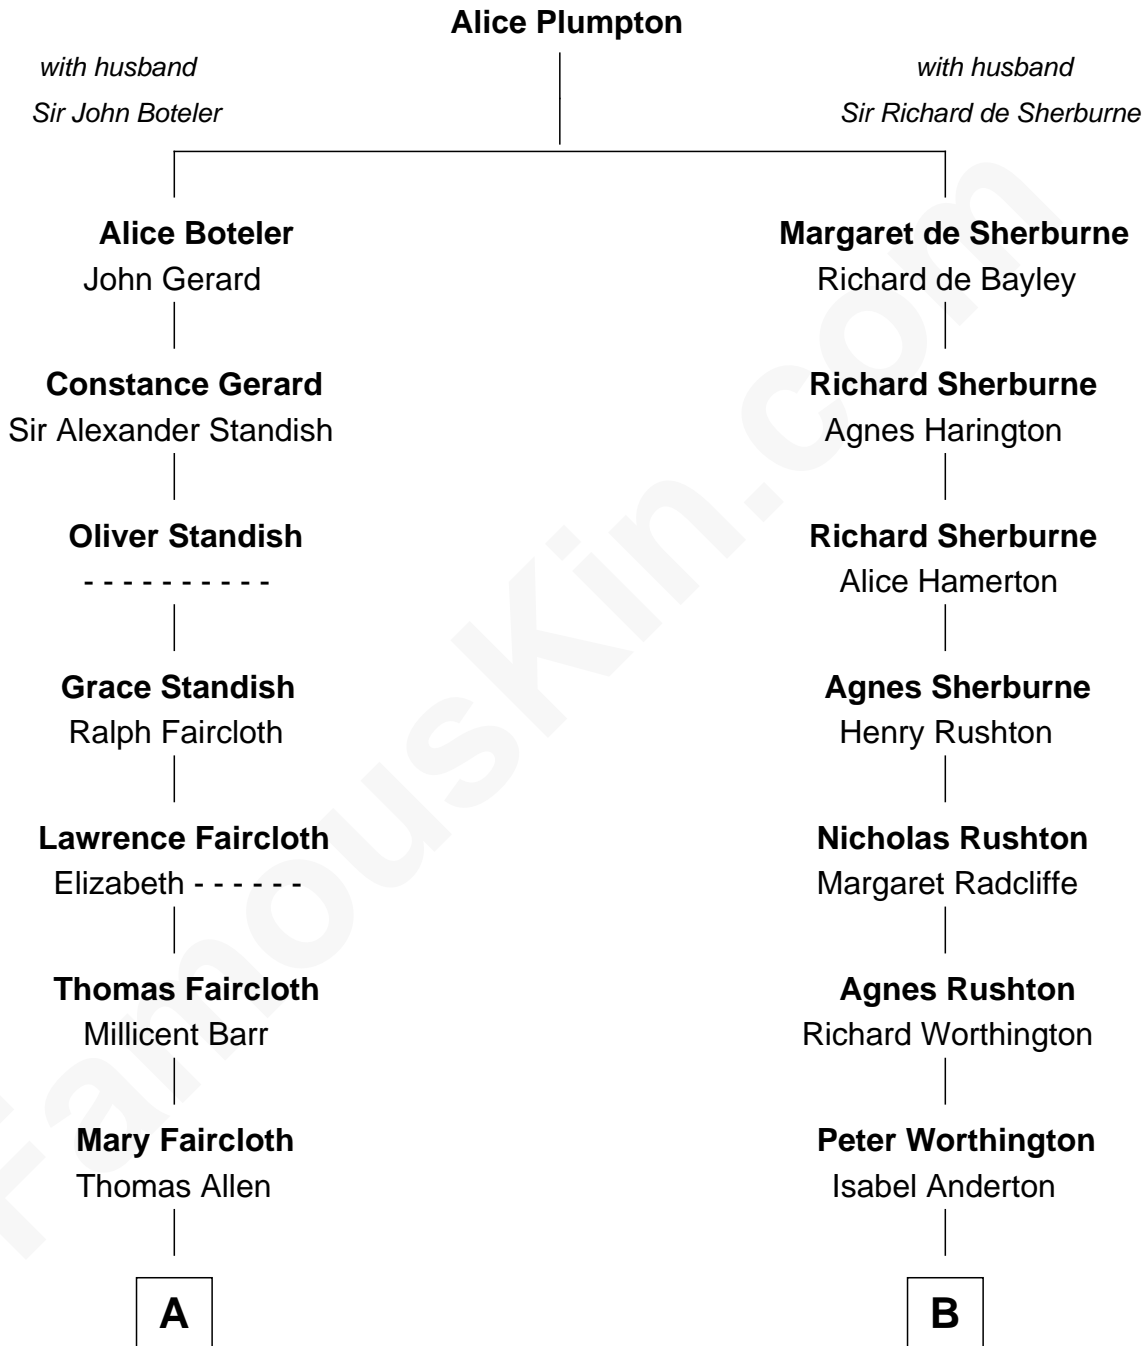 Alice Plumpton
with husband
Sir John Boteler
with husband
Sir Richard de Sherburne
Alice Boteler
John Gerard
Margaret de Sherburne
Richard de Bayley
Constance Gerard
Sir Alexander Standish
Richard Sherburne
Agnes Harington
Oliver Standish
- - - - - - - - - -
Richard Sherburne
Alice Hamerton
Grace Standish
Ralph Faircloth
Agnes Sherburne
Henry Rushton
Lawrence Faircloth
Elizabeth - - - - - -
Nicholas Rushton
Margaret Radcliffe
Thomas Faircloth
Millicent Barr
Agnes Rushton
Richard Worthington
Mary Faircloth
Thomas Allen
Peter Worthington
Isabel Anderton
A
B
FamousKin.com